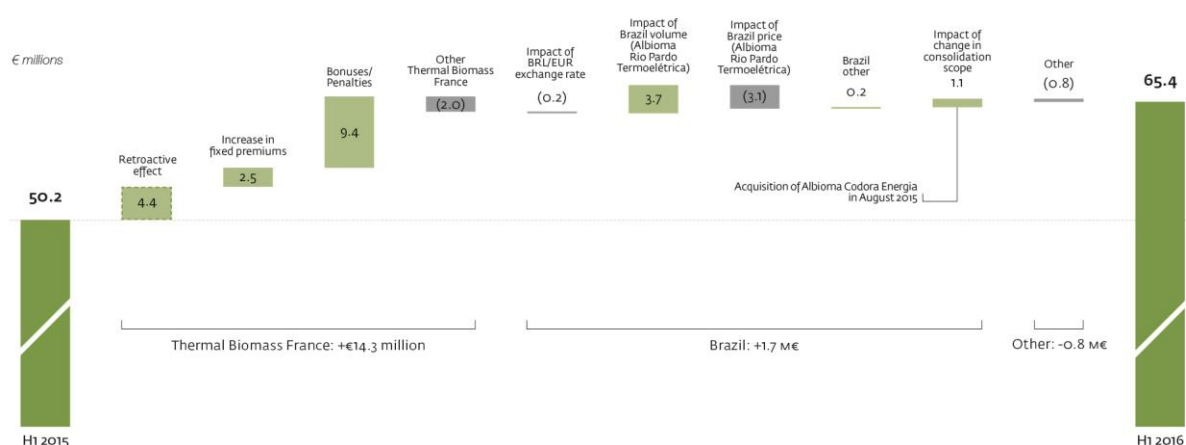 € millions
50.2
H1 2015
Retroactive
effect
4.4
Increase in
fixed premiums
2.5
Bonuses/
Penalties
9.4
Other
Thermal Biomass
France
(2.0)
Impact of
BRL/EUR
exchange rate
(0.2)
Impact of
Brazil volume
(Albioma
Rio Pardo
Termoelétrica)
3.7
Impact of
Brazil price
(Albioma
Rio Pardo
Termoelétrica)
(3.1)
Brazil
other
0.2
Impact of
change in
consolidation
scope
1.1
Acquisition of Albioma Codora Energia
in August 2015
Other
(0.8)
65.4
H1 2016
Thermal Biomass France: +€14.3 million
Brazil: +1.7 M€
Other: -0.8 M€